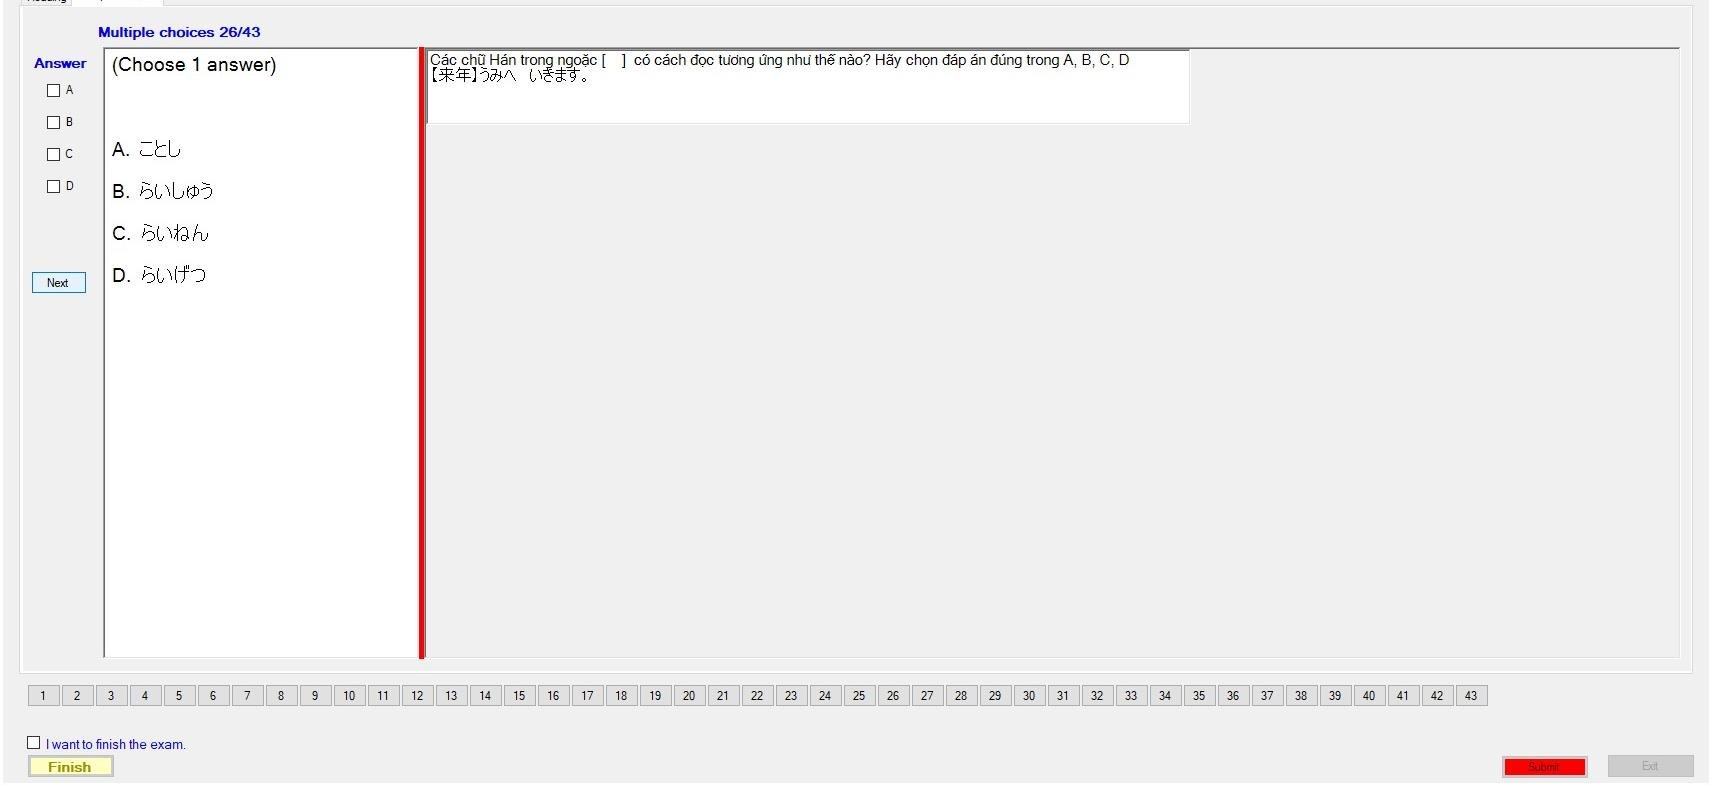 Multiple choices 26/43
Answer
A
B
C
D
Next
(Choose 1 answer)
A. ことし
B. らいしゅう
C. らいねん
D. らいげつ
Các chữ Hán trong ngoặc [ ] có cách đọc tương ứng như thế nào? Hãy chọn đáp án đúng trong A, B, C, D
【来年】うみへ いきます。
1 2 3 4 5 6 7 8 9 10 11 12 13 14 15 16 17 18 19 20 21 22 23 24 25 26 27 28 29 30 31 32 33 34 35 36 37 38 39 40 41 42 43
I want to finish the exam.
Finish
Submit
Exit